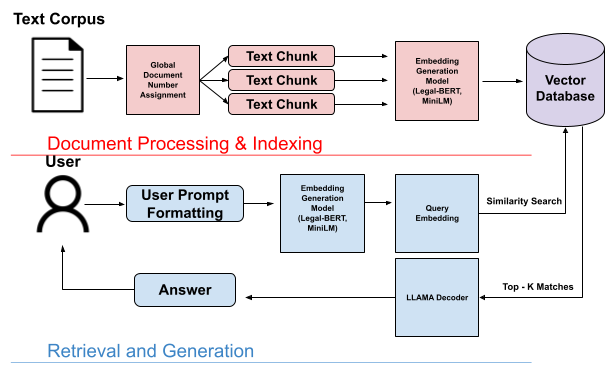 Text Corpus
Global
Document
Number
Assignment
Text Chunk
Text Chunk
Text Chunk
Embedding
Generation
Model
(Legal-BERT,
MiniLM)
Vector
Database
Document Processing & Indexing
User
User Prompt
Formatting
Embedding
Generation
Model
(Legal-BERT,
MiniLM)
Query
Embedding
Similarity Search
Answer
LLAMA Decoder
Top - K Matches
Retrieval and Generation